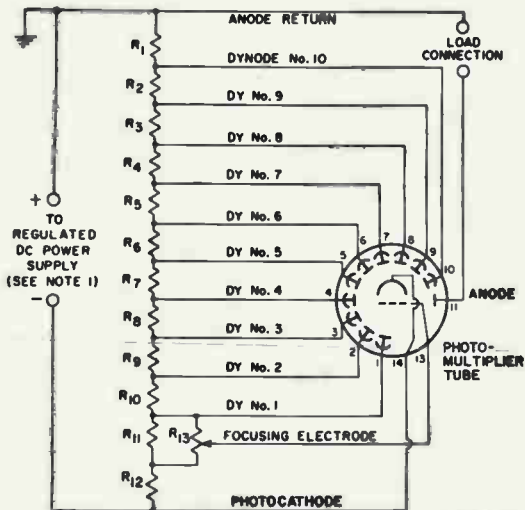 ANODE RETURN
LOAD
CONNECTION
R1
DYNODE No. 10
R2
DY No. 9
R3
DY No. 8
R4
DY No. 7
R5
DY No. 6
R6
DY No. 5
R7
DY No. 4
R8
DY No. 3
R9
DY No. 2
R10
DY No. 1
R11
R13
FOCUSING ELECTRODE
R12
PHOTOCATHODE
+
TO
REGULATED
DC POWER
SUPPLY
(SEE NOTE 1)
-
1
2
3
4
5
6
7
8
9
10
11
13
14
ANODE
PHOTO-
MULTIPLIER
TUBE